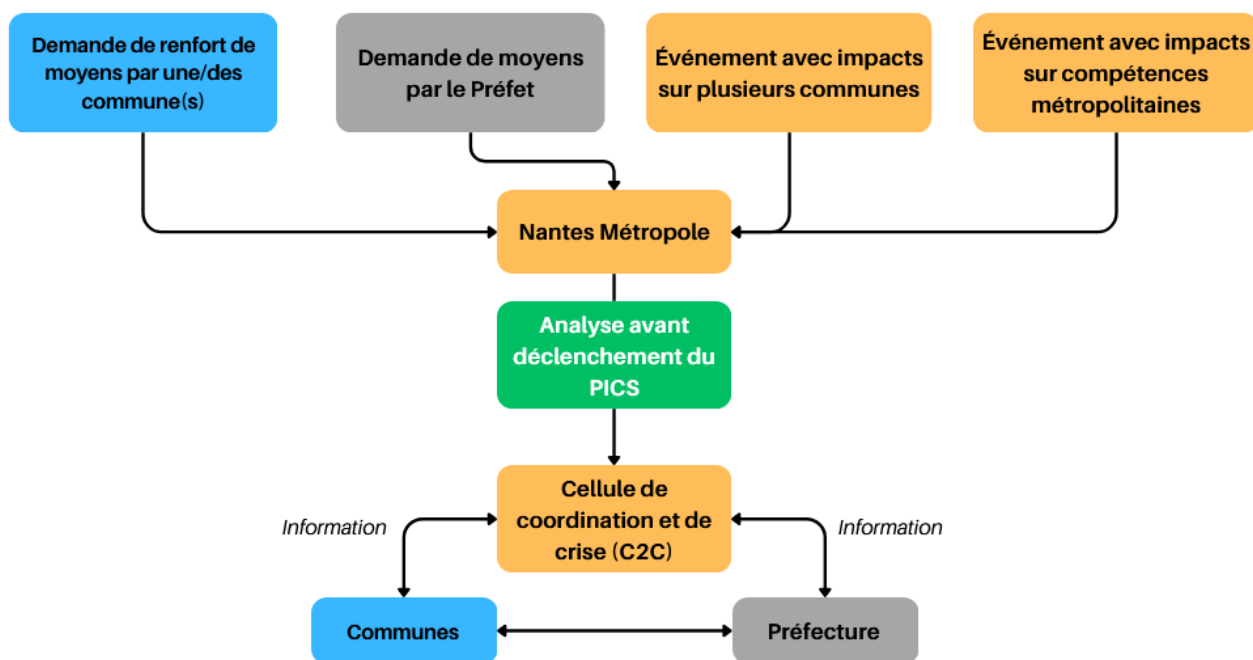 Demande de renfort de
moyens par une/des
commune(s)
Demande de moyens
par le Préfet
Événement avec impacts
sur plusieurs communes
Événement avec impacts
sur compétences
métropolitaines
Nantes Métropole
Analyse avant
déclenchement du
PICS
Cellule de
coordination et de
crise (C2C)
Information
Information
Communes
Préfecture